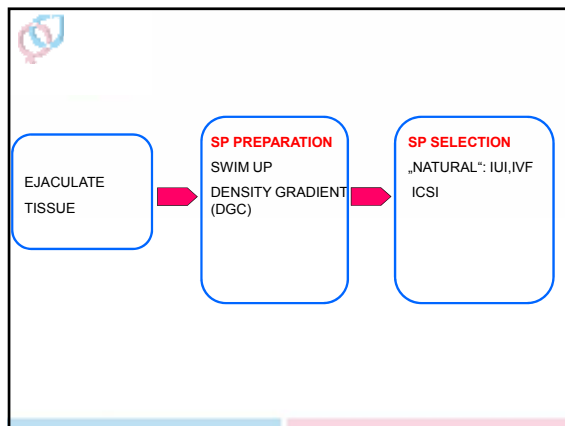 EJACULATE
TISSUE
SP PREPARATION
SWIM UP
DENSITY GRADIENT
(DGC)
SP SELECTION
„NATURAL“: IUI,IVF
ICSI